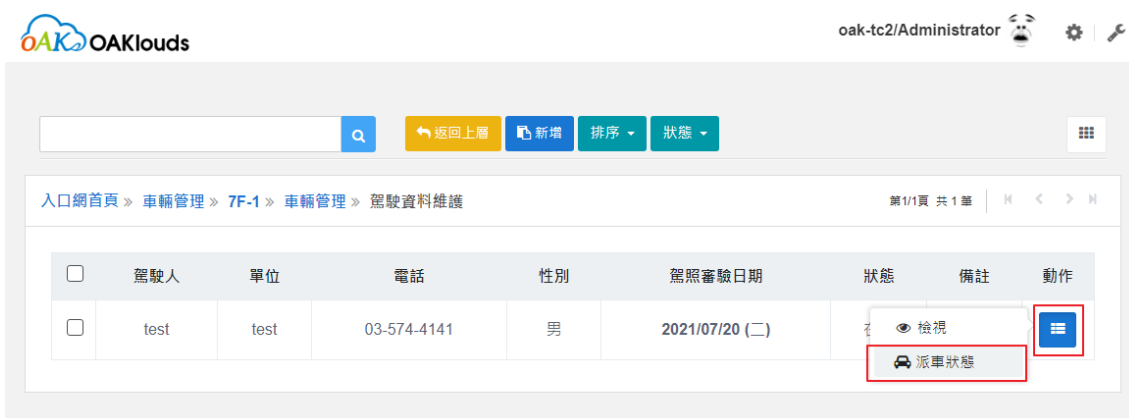 oAK OAKlouds
oak-tc2/Administrator
返回上層 新增 排序 狀態
入口網首頁 » 車輛管理 » 7F-1 » 車輛管理 » 駕駛資料維護
第1/1頁 共 1 筆
駕駛人 單位 電話 性別 駕照審驗日期 狀態 備註 動作
test test 03-574-4141 男 2021/07/20 (二)
檢視
派車狀態